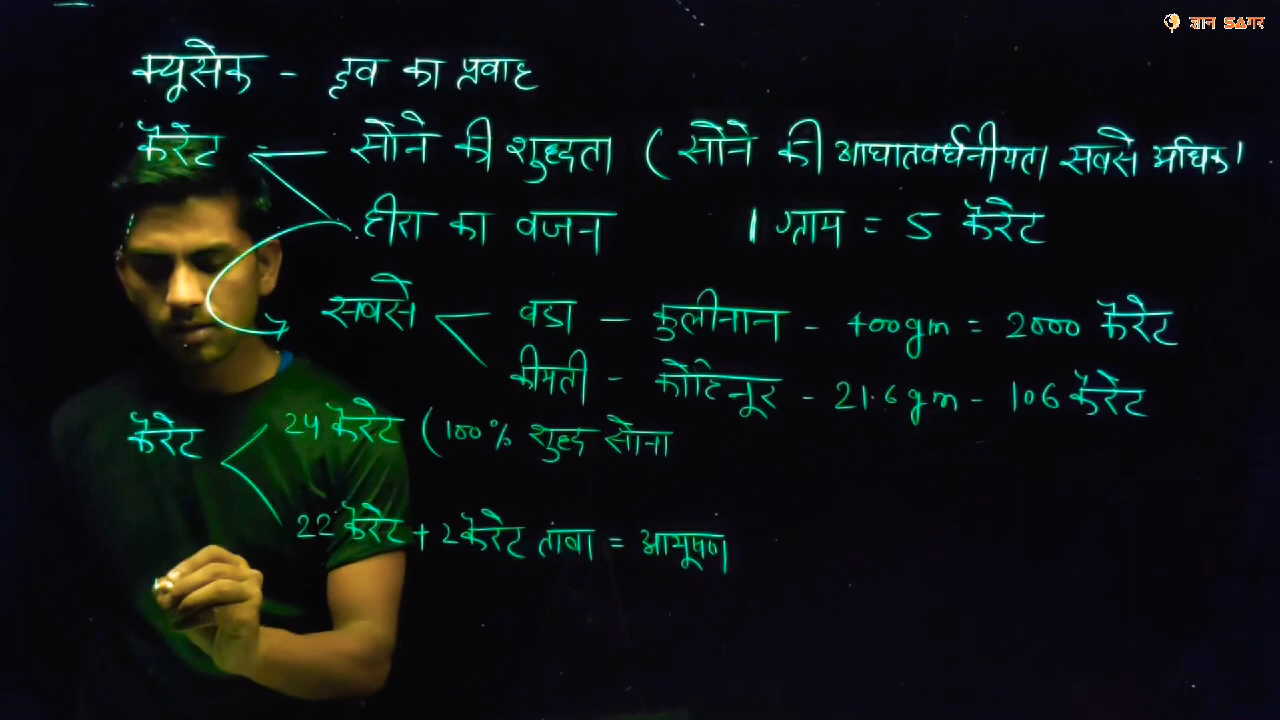 ज्ञान SAगर
क्यूसेक - द्रव का प्रवाह
कैरेट - सोने की शुद्धता ( सोने की आघातवर्धनीयता सबसे अधिक।
हीरा का वजन 1 ग्राम = 5 कैरेट
सबसे बडा - कुलीनान - 400gm = 2000 कैरेट
कीमती - कोहिनूर - 21.6gm - 106 कैरेट
कैरेट 24 कैरेट (100% शुद्ध सोना
22 कैरेट + 2 कैरेट तांबा = आभूषण